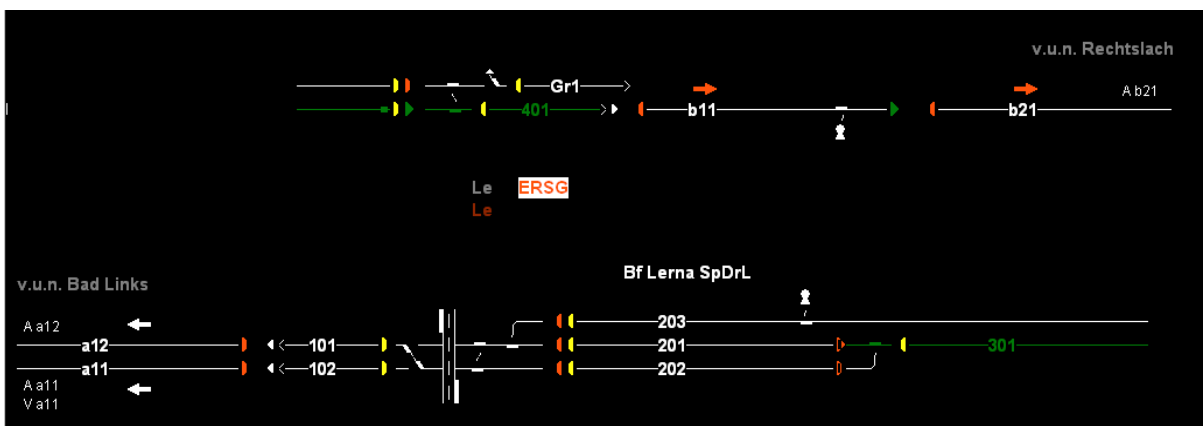 v.u.n. Rechtslach
Gr1
A b21
401
b11
b21
Le ERSG
Le
Bf Lerna SpDrL
v.u.n. Bad Links
A a12
203
a12
101
201
301
a11
102
202
A a11
V a11